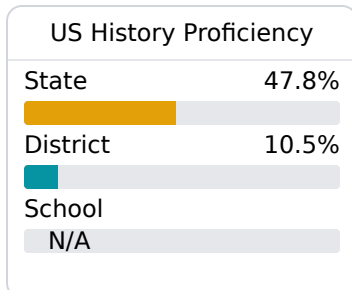 US History Proficiency
State 47.8%
District 10.5%
School
N/A